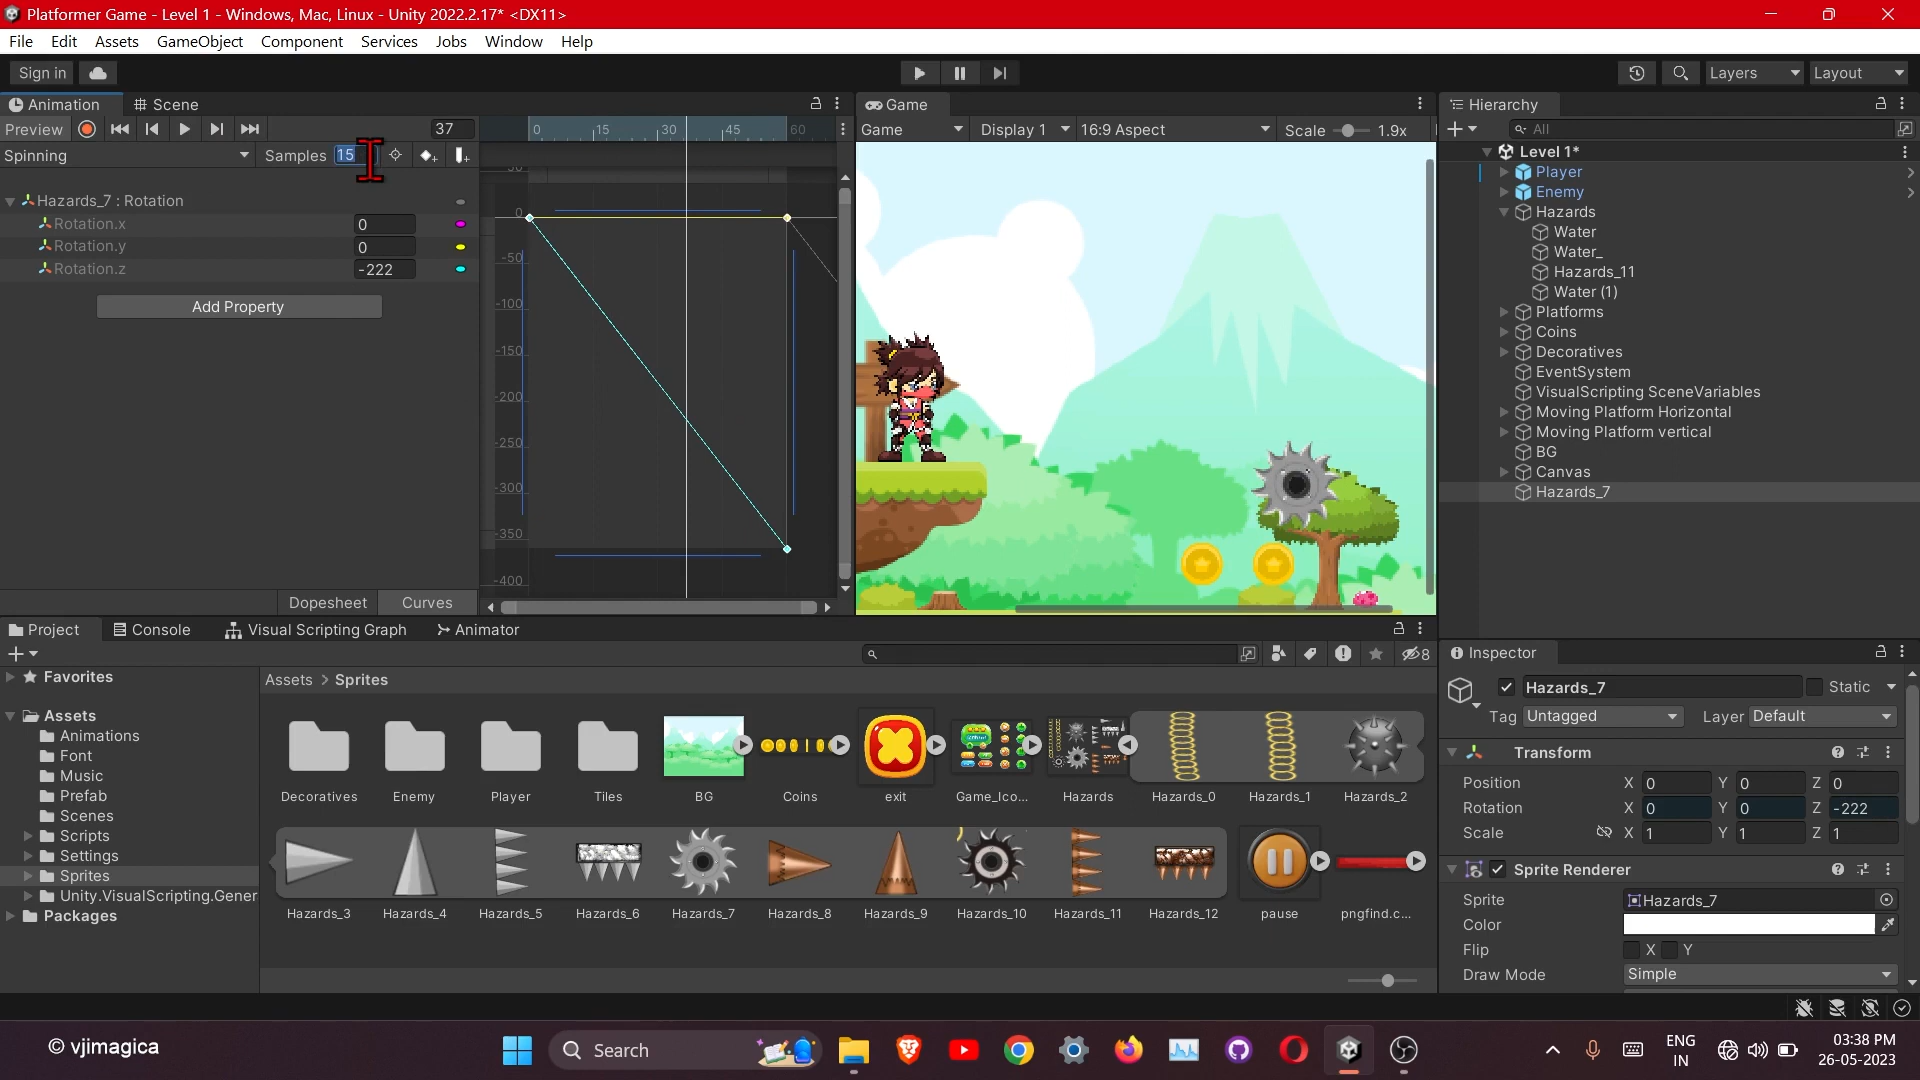 Platformer Game - Level 1 - Windows, Mac, Linux - Unity 2022.2.17* <DX11>
File Edit Assets GameObject Component Services Jobs Window Help
Sign in Layers Layout
Animation Scene
Preview 37 0 15 30 45 60
Spinning Samples 15
Hazards_7 : Rotation
Rotation.x 0
Rotation.y 0
Rotation.z -222
Add Property
0
-50
-100
-150
-200
-250
-300
-350
-400
Dopesheet Curves
Game
Game Display 1 16:9 Aspect Scale 1.9x
Hierarchy
All
Level 1*
Player
Enemy
Hazards
Water
Water_
Hazards_11
Water (1)
Platforms
Coins
Decoratives
EventSystem
VisualScripting SceneVariables
Moving Platform Horizontal
Moving Platform vertical
BG
Canvas
Hazards_7
Project Console Visual Scripting Graph Animator
8
Favorites
Assets
Animations
Font
Music
Prefab
Scenes
Scripts
Settings
Sprites
Unity.VisualScripting.Gener
Packages
Assets > Sprites
Decoratives Enemy Player Tiles BG Coins exit Game_Ico... Hazards Hazards_0 Hazards_1 Hazards_2
Hazards_3 Hazards_4 Hazards_5 Hazards_6 Hazards_7 Hazards_8 Hazards_9 Hazards_10 Hazards_11 Hazards_12 pause pngfind.c...
Inspector
Hazards_7 Static
Tag Untagged Layer Default
Transform
Position X 0 Y 0 Z 0
Rotation X 0 Y 0 Z -222
Scale X 1 Y 1 Z 1
Sprite Renderer
Sprite Hazards_7
Color
Flip X Y
Draw Mode Simple
© vjimagica
Search
ENG
IN
03:38 PM
26-05-2023